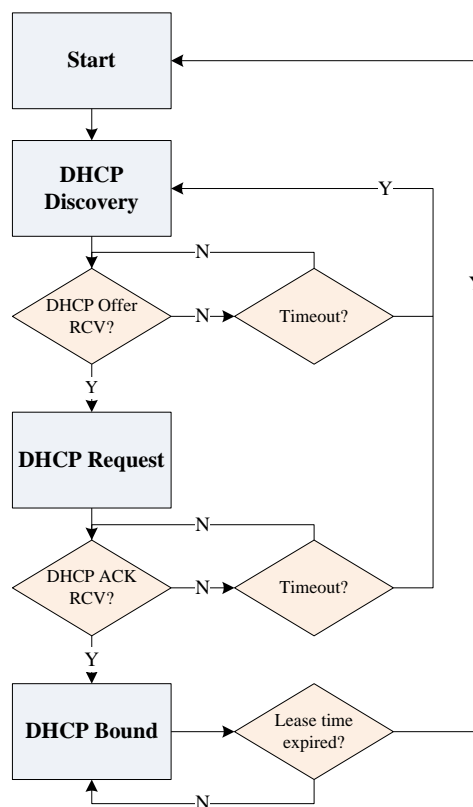 Start
DHCP
Discovery
Y
N
DHCP Offer
RCV?
N
Timeout?
Y
DHCP Request
N
DHCP ACK
RCV?
N
Timeout?
Y
DHCP Bound
Lease time
expired?
N